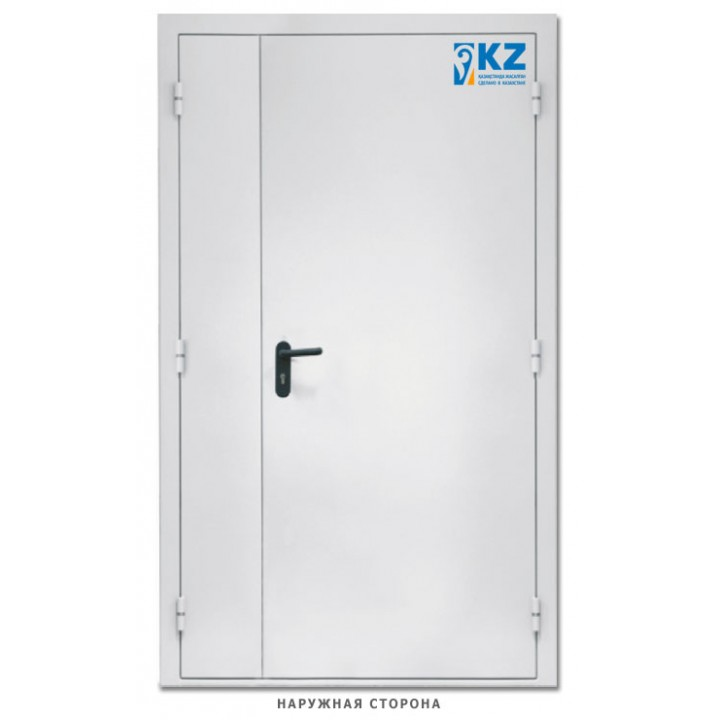 KZ
ҚАЗАҚСТАНДА ЖАСАЛҒАН
СДЕЛАНО В КАЗАХСТАНЕ
НАРУЖНАЯ СТОРОНА